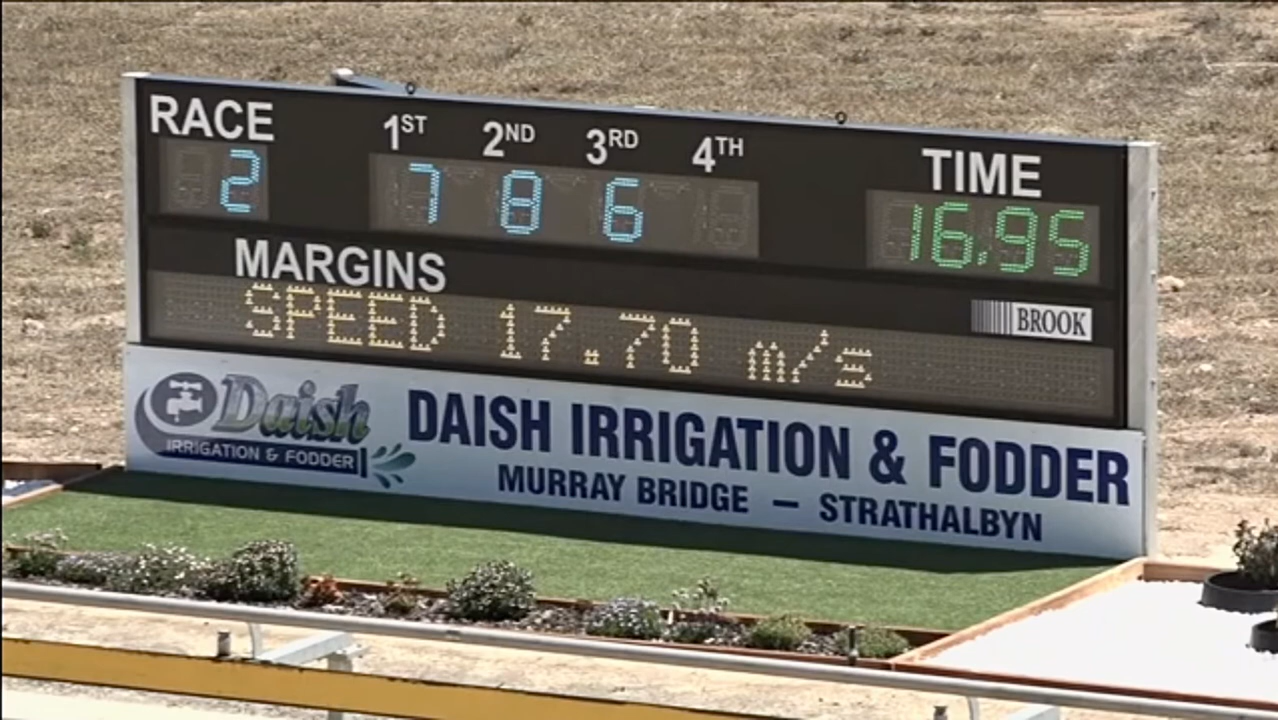 RACE 1ST 2ND 3RD 4TH TIME
2 7 8 6 16.95
MARGINS
BROOK
SPEED 17.70 m/s
Daish
IRRIGATION & FODDER
DAISH IRRIGATION & FODDER
MURRAY BRIDGE — STRATHALBYN